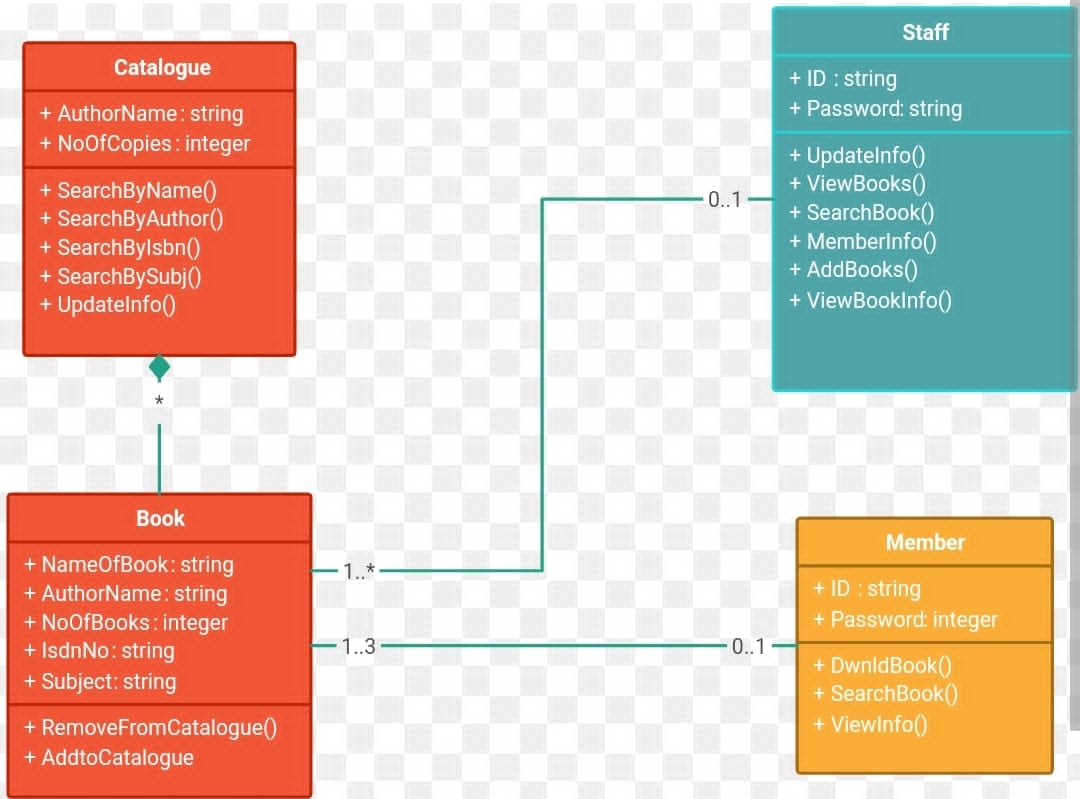 Catalogue
+ AuthorName : string
+ NoOfCopies : integer
+ SearchByName()
+ SearchByAuthor()
+ SearchByIsbn()
+ SearchBySubj()
+ UpdateInfo()
*
Book
+ NameOfBook : string
+ AuthorName : string
+ NoOfBooks : integer
+ IsdnNo : string
+ Subject: string
+ RemoveFromCatalogue()
+ AddtoCatalogue
Staff
+ ID : string
+ Password: string
+ UpdateInfo()
+ ViewBooks()
+ SearchBook()
+ MemberInfo()
+ AddBooks()
+ ViewBookInfo()
0..1
1..*
1..3
0..1
Member
+ ID : string
+ Password: integer
+ DwnldBook()
+ SearchBook()
+ ViewInfo()